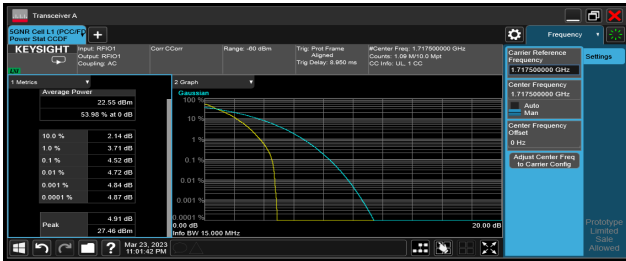 Transceiver A
5GNR Cell L1 (PCC/FP
Power Stat CCDF
Frequency
KEYSIGHT
Input: RFIO1
Output: RFIO1
Coupling: AC
Corr CCorr
Range: -60 dBm
Trig: Prot Frame
Aligned
Trig Delay: 8.950 ms
#Center Freq: 1.717500000 GHz
Counts: 1.09 M/10.0 Mpt
CC Info: UL, 1 CC
1 Metrics
Average Power
22.55 dBm
53.98 % at 0 dB
10.0 % 2.14 dB
1.0 % 3.71 dB
0.1 % 4.52 dB
0.01 % 4.72 dB
0.001 % 4.84 dB
0.0001 % 4.87 dB
Peak
4.91 dB
27.46 dBm
2 Graph
Gaussian
100 %
10 %
1 %
0.1 %
0.01 %
0.001 %
0.0001 %
0.00 dB
20.00 dB
Info BW 15.000 MHz
Carrier Reference
Frequency
1.717500000 GHz
Center Frequency
1.717500000 GHz
Auto
Man
Center Frequency
Offset
0 Hz
Adjust Center Freq
to Carrier Config
Settings
Prototype
Limited
Sale
Allowed
?
Mar 23, 2023
11:01:42 PM